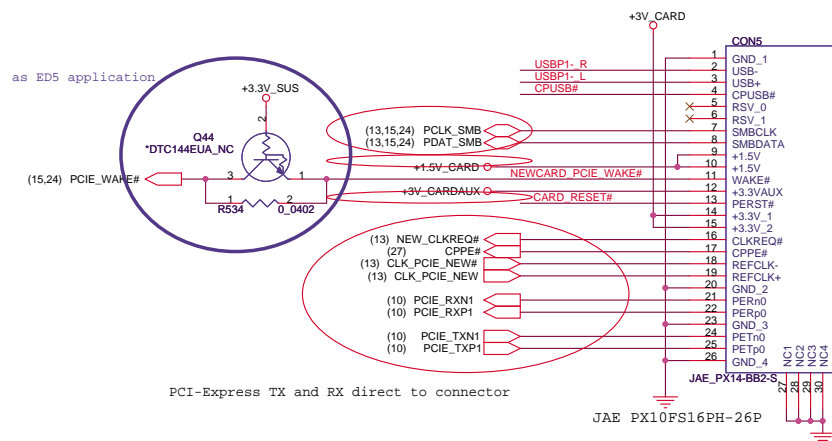 +3V_CARD
CON5
as ED5 application
+3.3V_SUS
2
Q44
*DTC144EUA_NC
(15,24) PCIE_WAKE#
3
1
1
2
R534
0_0402
USBP1-_R
USBP1-_L
CPUSB#
(13,15,24) PCLK_SMB
(13,15,24) PDAT_SMB
+1.5V_CARD
NEWCARD_PCIE_WAKE#
+3V_CARDAUX
CARD_RESET#
(13) NEW_CLKREQ#
(27) CPPE#
(13) CLK_PCIE_NEW#
(13) CLK_PCIE_NEW
(10) PCIE_RXN1
(10) PCIE_RXP1
(10) PCIE_TXN1
(10) PCIE_TXP1
1 GND_1
2 USB-
3 USB+
4 CPUSB#
5 RSV_0
6 RSV_1
7 SMBCLK
8 SMBDATA
9 +1.5V
10 +1.5V
11 WAKE#
12 +3.3VAUX
13 PERST#
14 +3.3V_1
15 +3.3V_2
16 CLKREQ#
17 CPPE#
18 REFCLK-
19 REFCLK+
20 GND_2
21 PERn0
22 PERp0
23 GND_3
24 PETn0
25 PETp0
26 GND_4
NC1
NC2
NC3
NC4
27
28
29
30
JAE_PX14-BB2-S
PCI-Express TX and RX direct to connector
JAE PX10FS16PH-26P